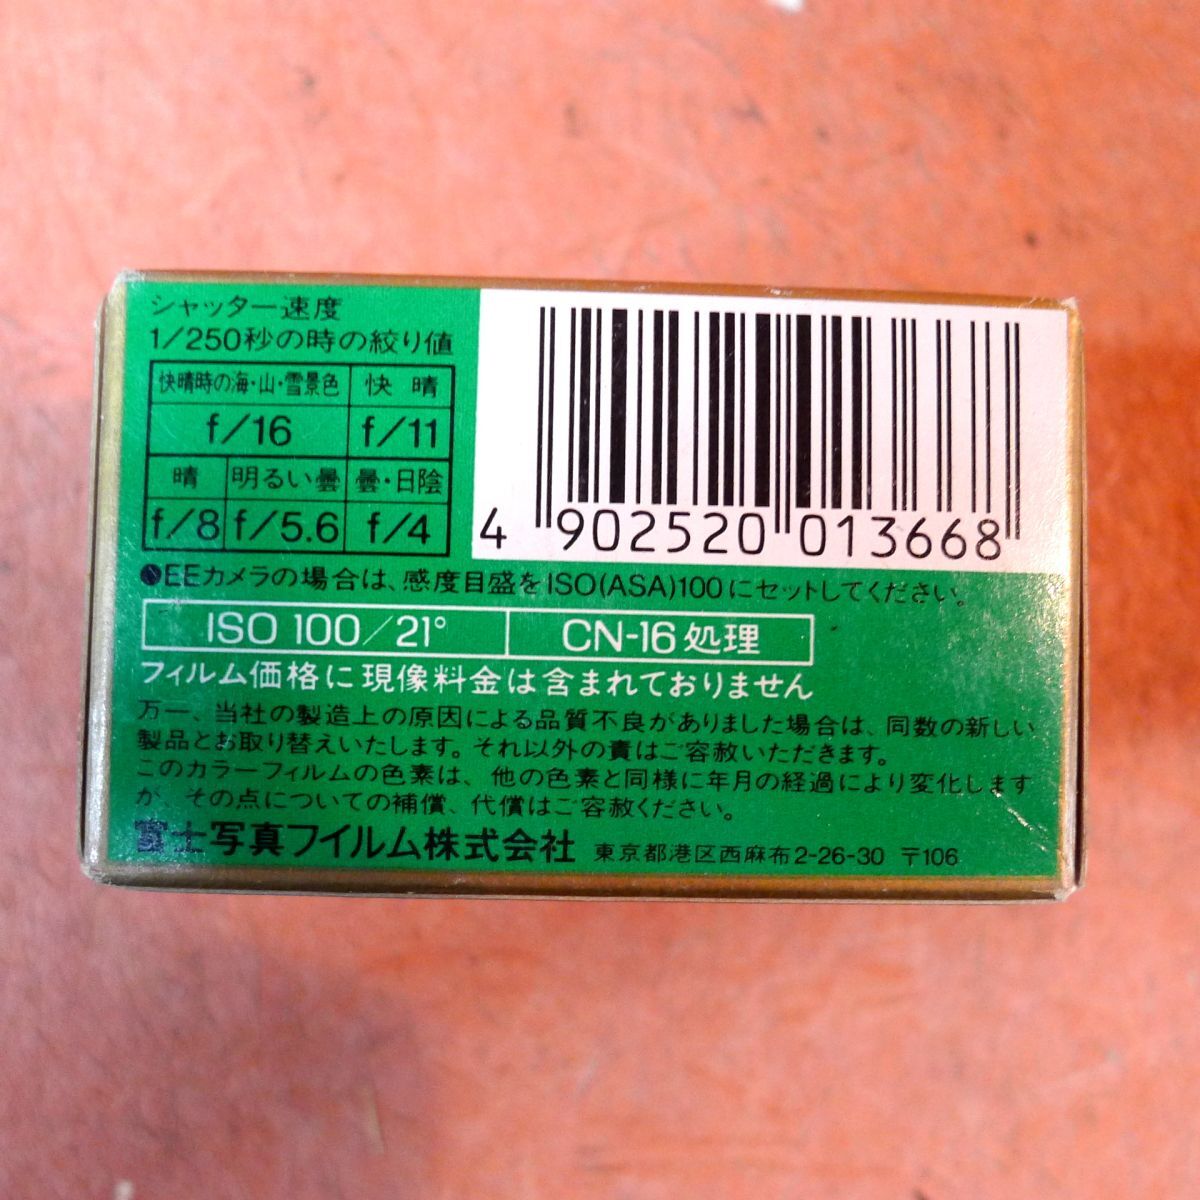 シャッター速度
1/250秒の時の絞り値
快晴時の海・山・雪景色 快晴
f/16 f/11
晴 明るい曇 曇・日陰
f/8 f/5.6 f/4
4 902520 013668
●EEカメラの場合は、感度目盛をISO(ASA)100にセットしてください。
ISO 100/21° CN-16処理
フィルム価格に現像料金は含まれておりません
万一、当社の製造上の原因による品質不良がありました場合は、同数の新しい
製品とお取り替えいたします。それ以外の責はご容赦いただきます。
このカラーフィルムの色素は、他の色素と同様に年月の経過により変化します
が、その点についての補償、代償はご容赦ください。
富士写真フイルム株式会社 東京都港区西麻布2-26-30 〒106